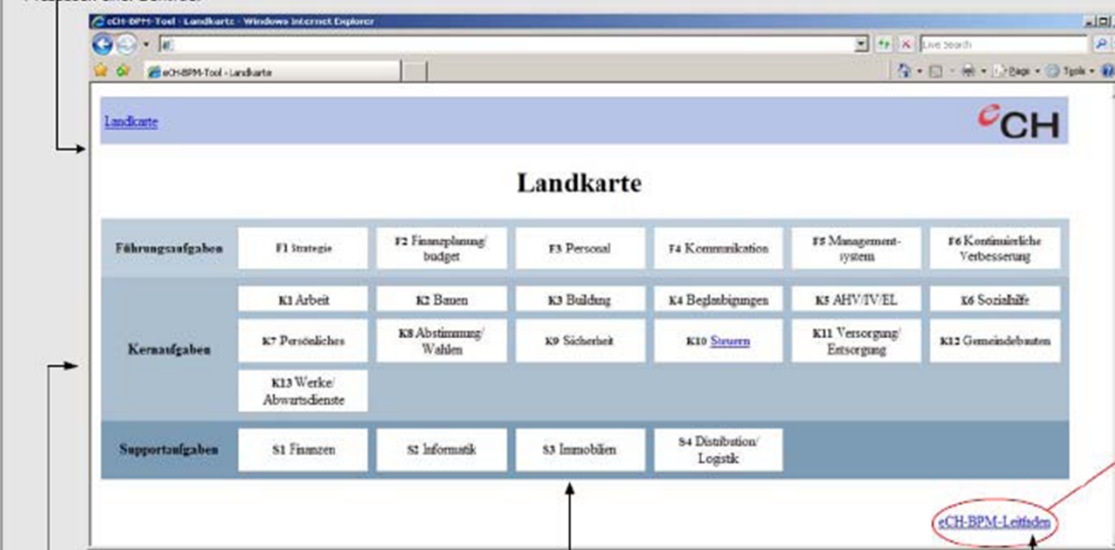 eCH-BPM-Tool - Landkarte - Windows Internet Explorer
Live Search
eCH-BPM-Tool - Landkarte
Page Tools
Landkarte
eCH
Landkarte
Führungsaufgaben
F1 Strategie
F2 Finanzplanung/
budget
F3 Personal
F4 Kommunikation
F5 Management-
system
F6 Kontinuierliche
Verbesserung
Kernaufgaben
K1 Arbeit
K2 Bauen
K3 Bildung
K4 Beglaubigungen
K5 AHV/IV/EL
K6 Sozialhilfe
K7 Persönliches
K8 Abstimmung/
Wahlen
K9 Sicherheit
K10 Steuern
K11 Versorgung/
Entsorgung
K12 Gemeindebauten
K13 Werke/
Abwartsdienste
Supportaufgaben
S1 Finanzen
S2 Informatik
S3 Immobilien
S4 Distribution/
Logistik
eCH-BPM-Leitfaden